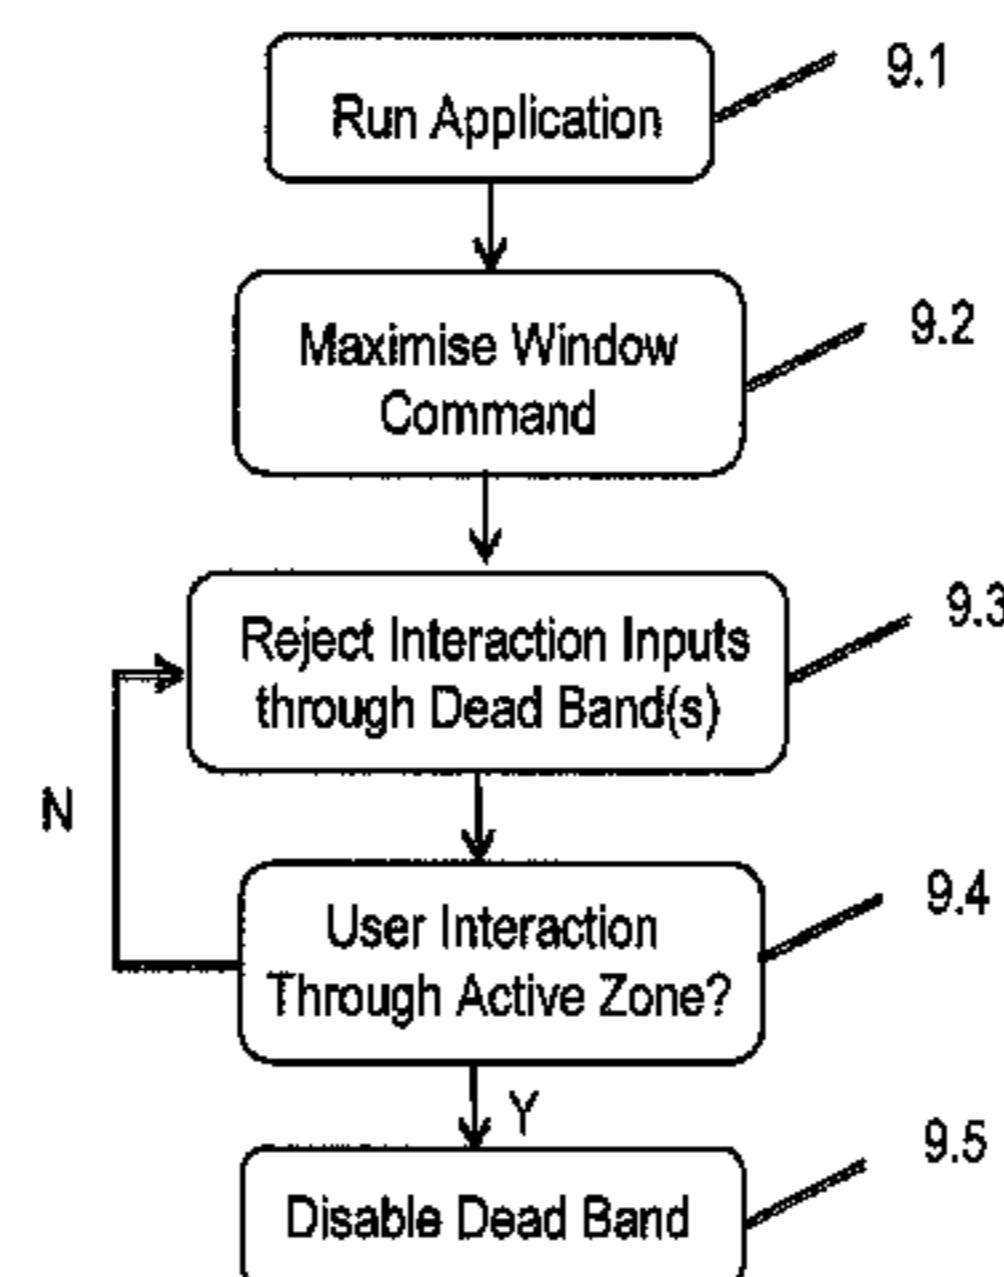 Run Application
9.1
Maximise Window
Command
9.2
Reject Interaction Inputs
through Dead Band(s)
9.3
N
User Interaction
Through Active Zone?
9.4
Y
Disable Dead Band
9.5